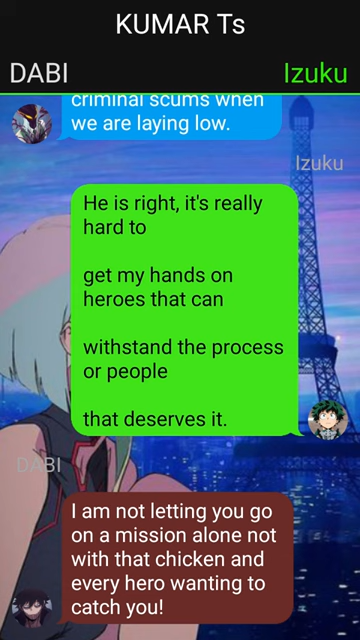 KUMAR Ts
DABI
Izuku
criminal scums when
we are laying low.
Izuku
He is right, it's really
hard to
get my hands on
heroes that can
withstand the process
or people
that deserves it.
DABI
I am not letting you go
on a mission alone not
with that chicken and
every hero wanting to
catch you!